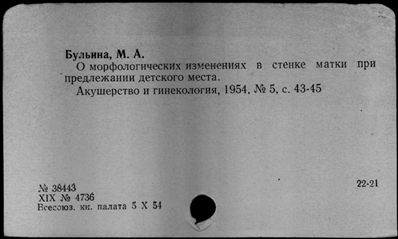 Бульина, М. А.
О морфологических изменениях в стенке матки при
предлежании детского места.
Акушерство и гинекология, 1954, № 5, с. 43-45
№ 38443
22-21
XIX № 4736
Всесоюз. кн. палата 5 X 54